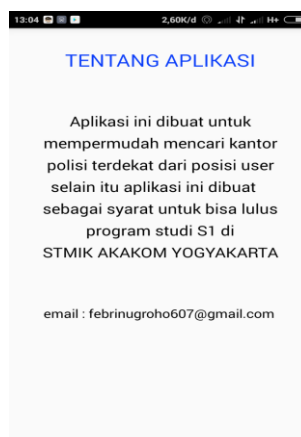 13:04 2,60K/d H+
TENTANG APLIKASI
Aplikasi ini dibuat untuk
mempermudah mencari kantor
polisi terdekat dari posisi user
selain itu aplikasi ini dibuat
sebagai syarat untuk bisa lulus
program studi S1 di
STMIK AKAKOM YOGYAKARTA
email : febrinugroho607@gmail.com